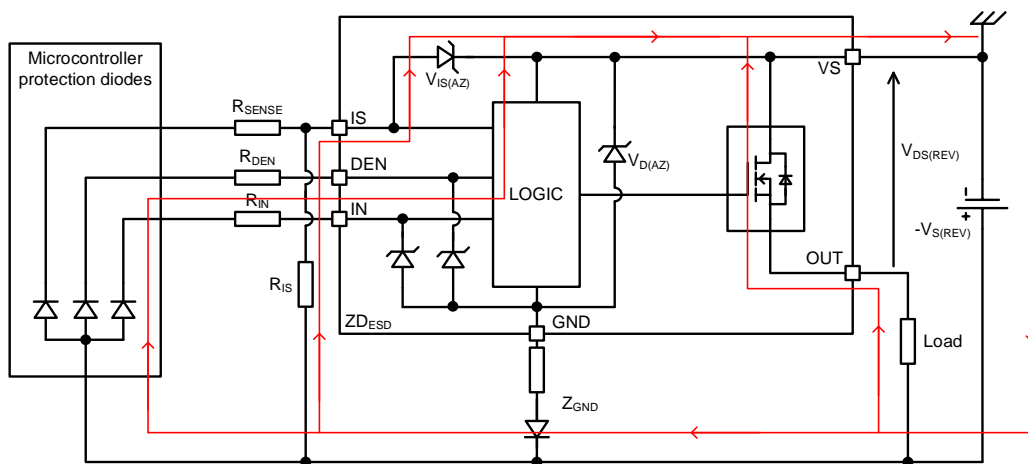 Microcontroller
protection diodes
RSENSE
RDEN
RIN
RIS
IS
DEN
IN
VIS(AZ)
LOGIC
VD(AZ)
VS
OUT
ZDESD
GND
ZGND
VDS(REV)
-
+
-VS(REV)
Load